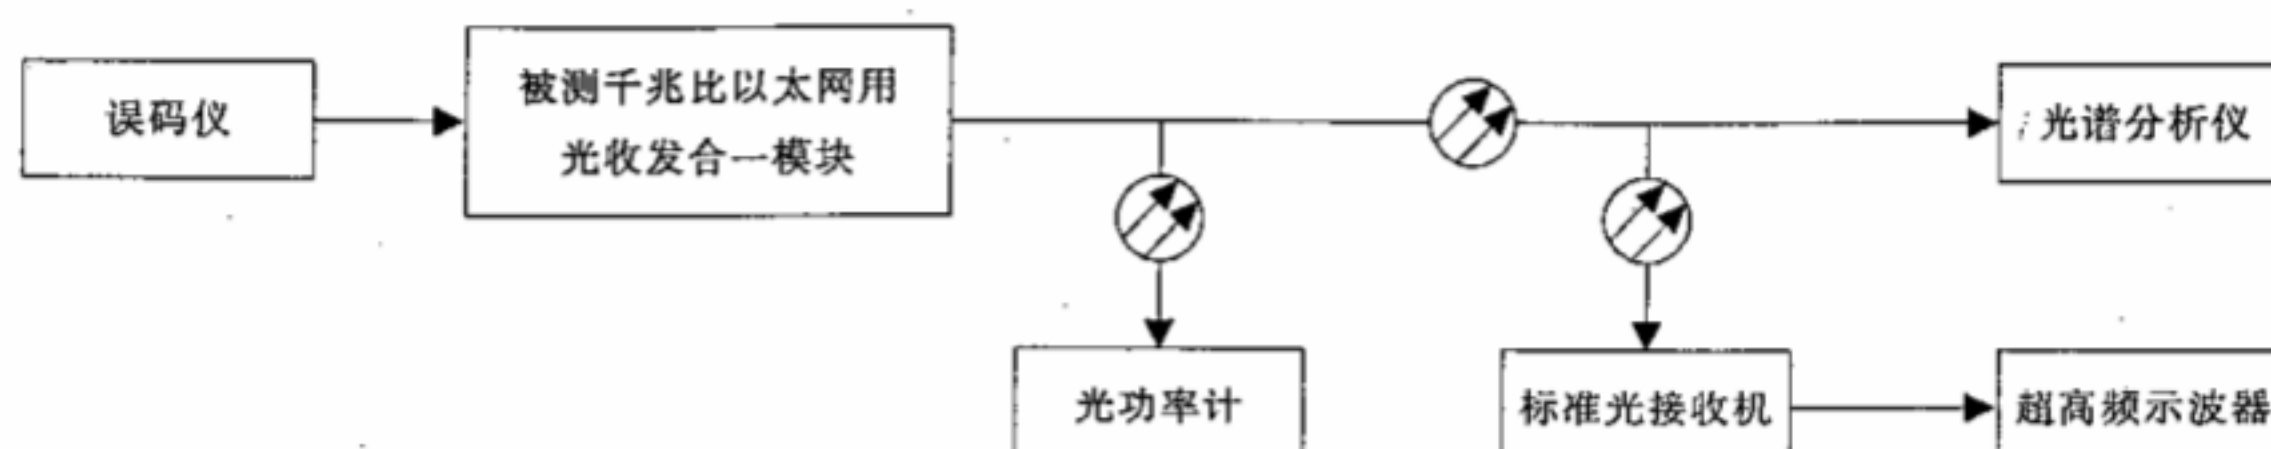 误码仪
被测千兆比以太网用
光收发合一模块
光谱分析仪
光功率计
标准光接收机
超高频示波器